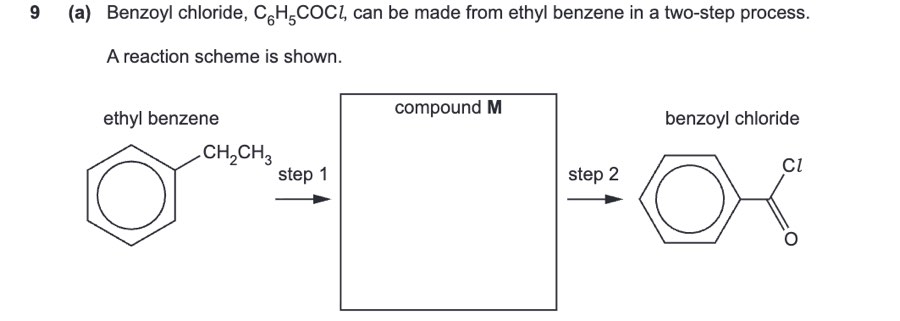 9 (a) Benzoyl chloride, C₆H₅COCl, can be made from ethyl benzene in a two-step process.
A reaction scheme is shown.
compound M
ethyl benzene
benzoyl chloride
CH₂CH₃
step 1
step 2
Cl
O